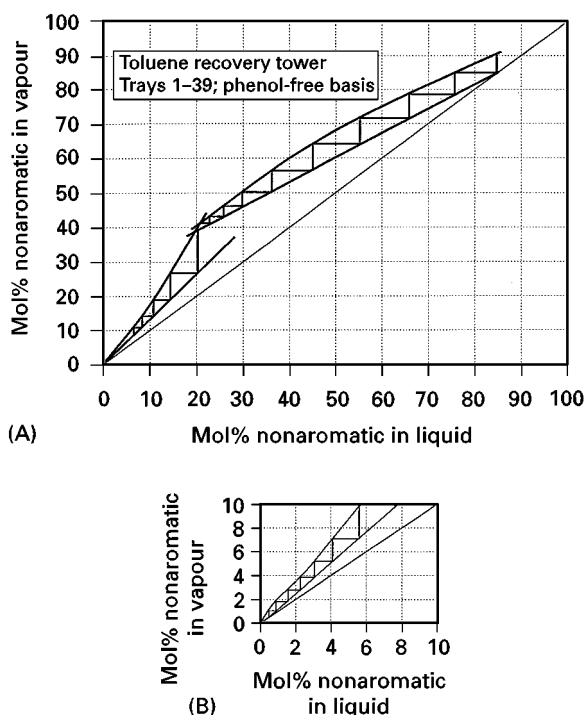 100
90
80
70
60
50
40
30
20
10
0
Mol% nonaromatic in vapour
Toluene recovery tower
Trays 1–39; phenol-free basis
0 10 20 30 40 50 60 70 80 90 100
Mol% nonaromatic in liquid
(A)
10
8
6
4
2
0
Mol% nonaromatic
in vapour
0 2 4 6 8 10
Mol% nonaromatic
in liquid
(B)